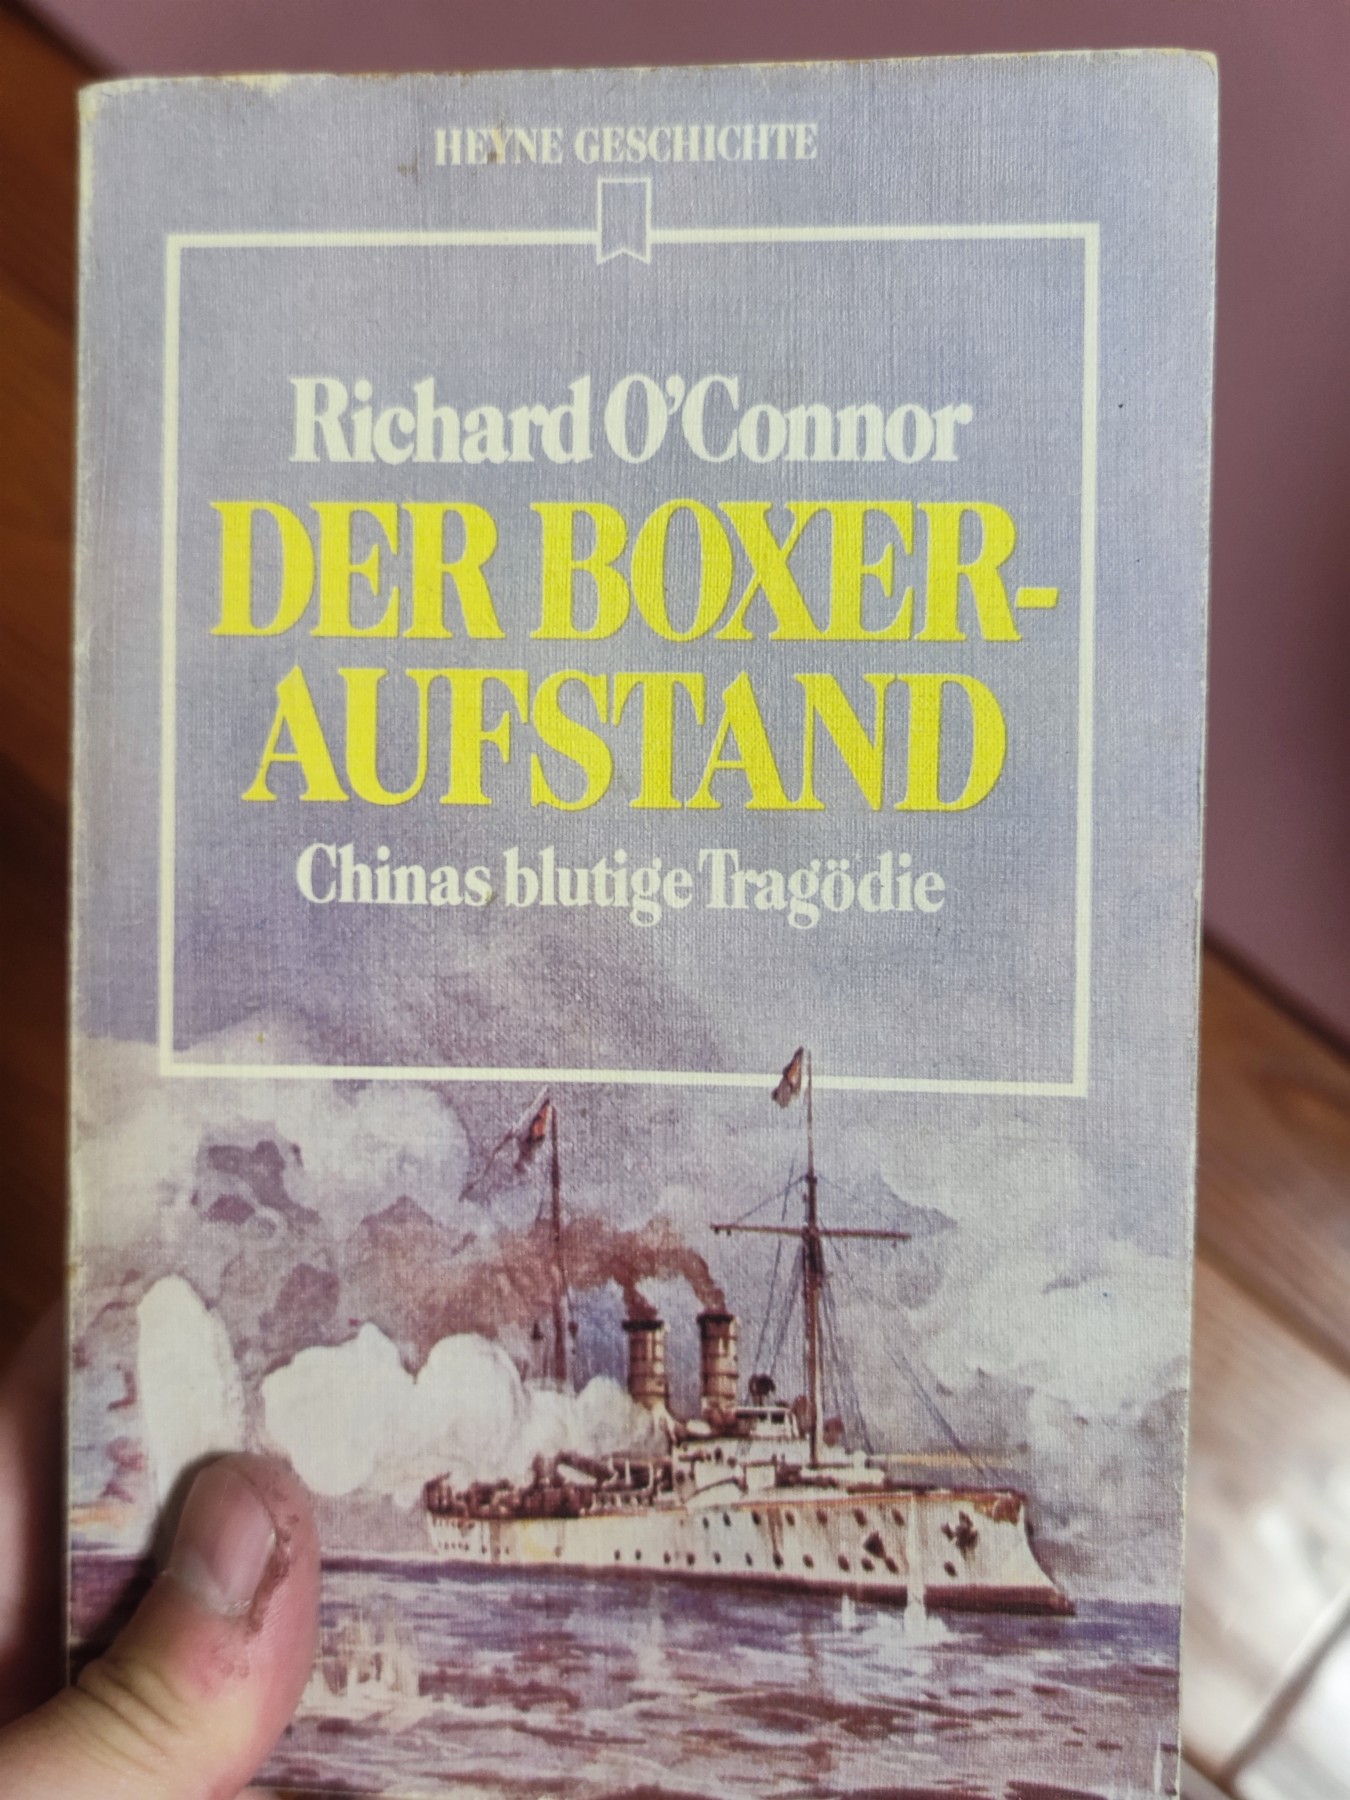 HEYNE GESCHICHTE
Richard O'Connor
DER BOXER-
AUFSTAND
Chinas blutige Tragödie